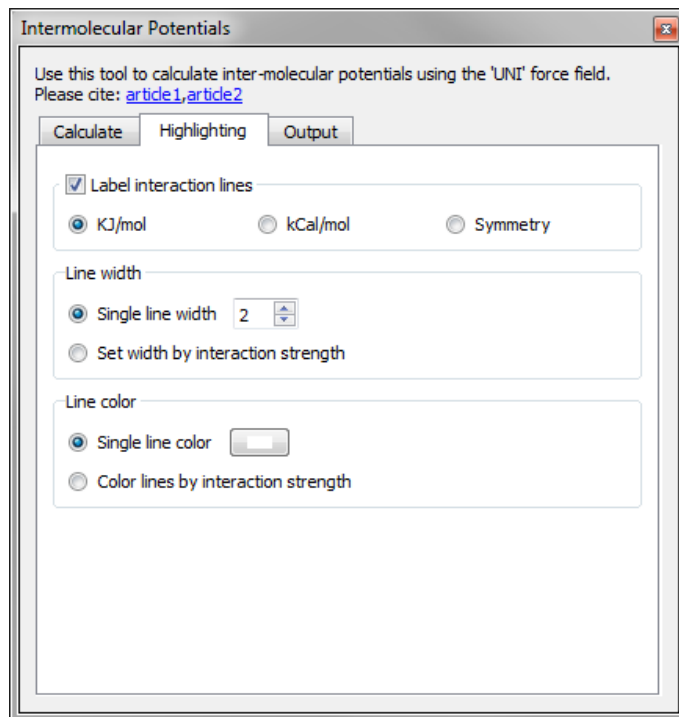 Intermolecular Potentials
Use this tool to calculate inter-molecular potentials using the 'UNI' force field.
Please cite: article1,article2
Calculate Highlighting Output
Label interaction lines
KJ/mol kCal/mol Symmetry
Line width
Single line width 2
Set width by interaction strength
Line color
Single line color
Color lines by interaction strength